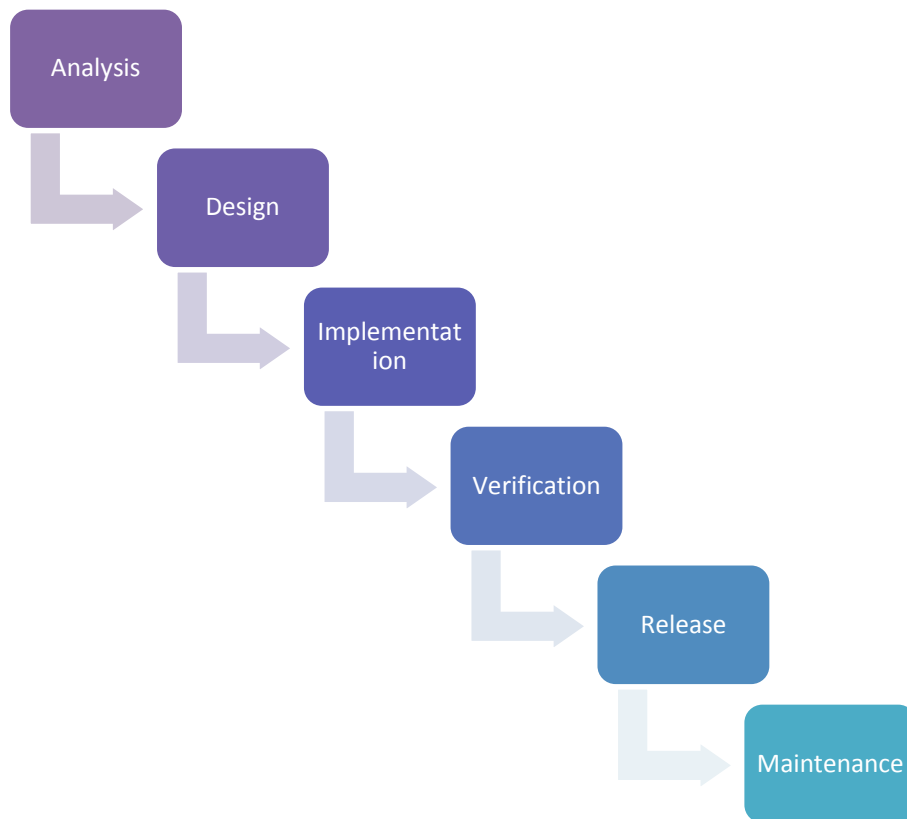 Analysis
Design
Implementat
ion
Verification
Release
Maintenance